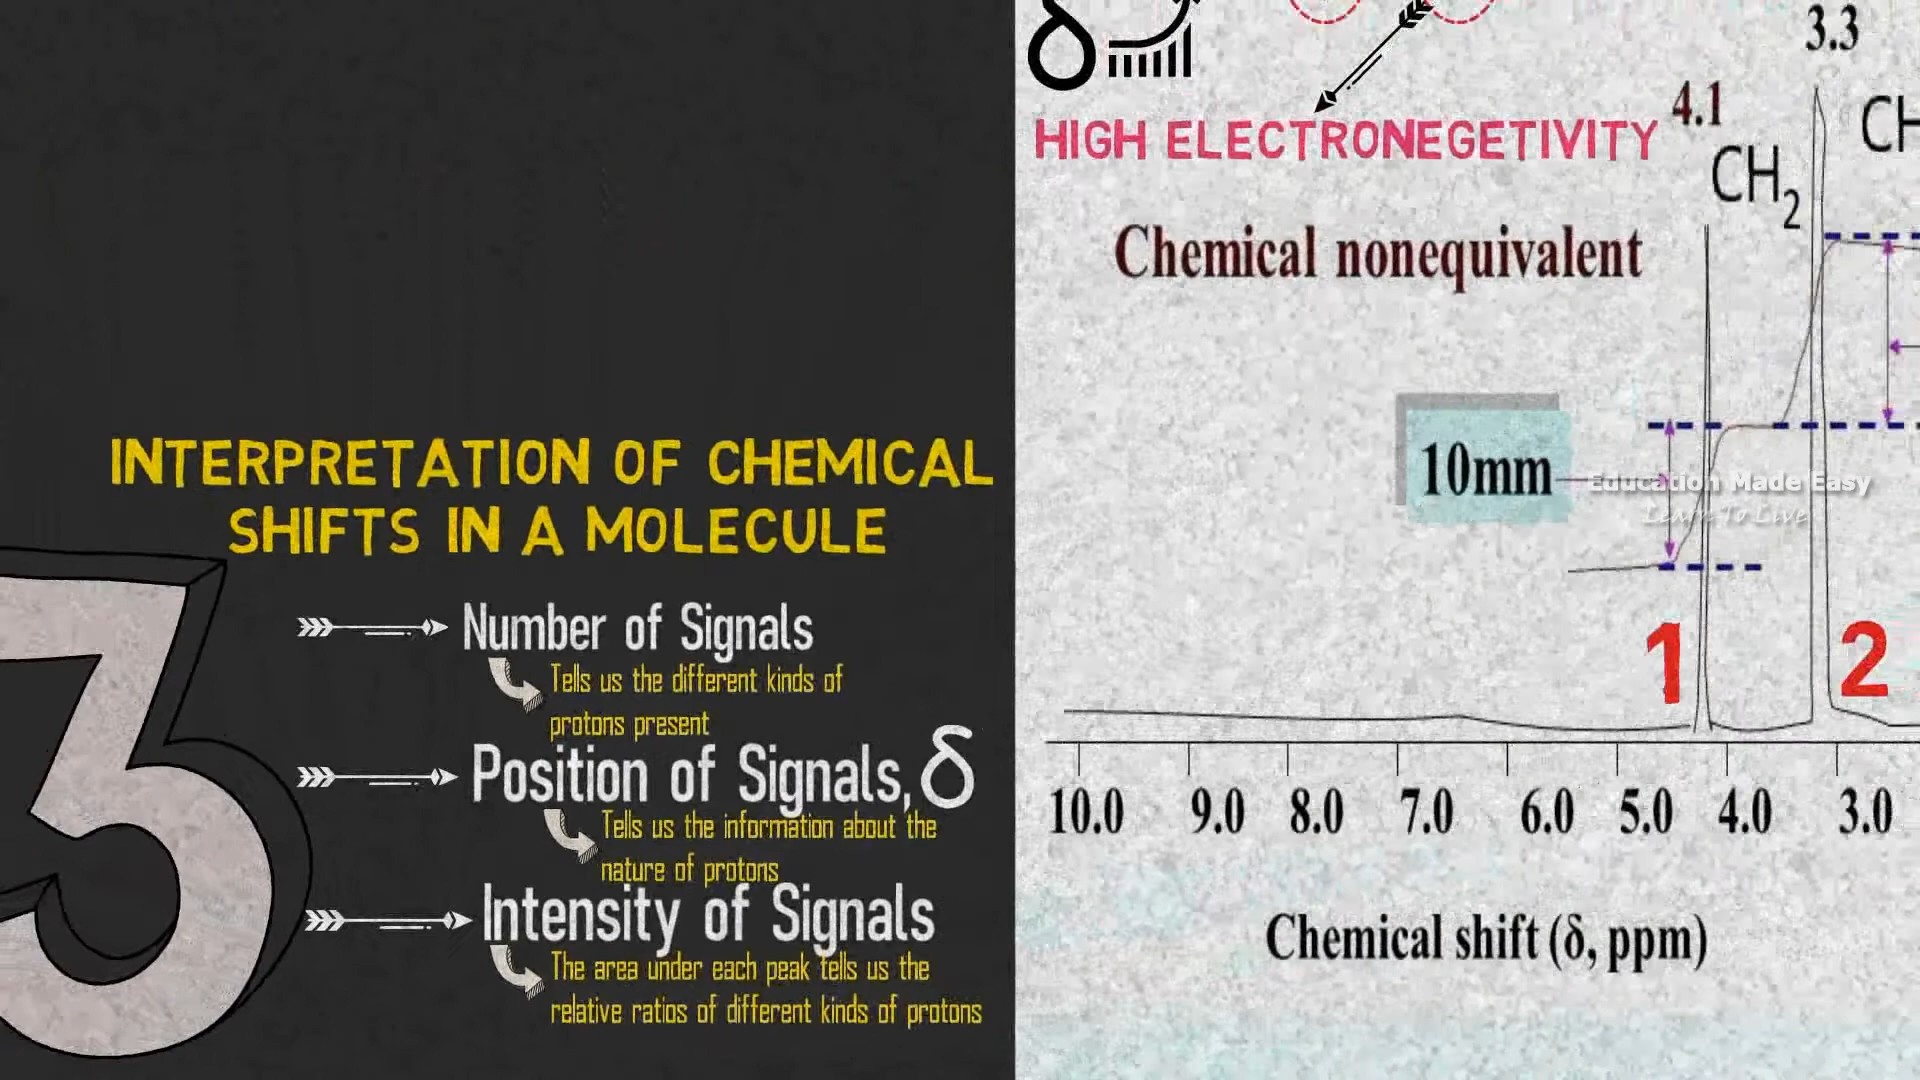 INTERPRETATION OF CHEMICAL
SHIFTS IN A MOLECULE
3
Number of Signals
Tells us the different kinds of
protons present
Position of Signals, δ
Tells us the information about the
nature of protons
Intensity of Signals
The area under each peak tells us the
relative ratios of different kinds of protons
δ
HIGH ELECTRONEGETIVITY
Chemical nonequivalent
3.3
4.1
CH
CH₂
10mm
Education Made Easy
Learn To Live
1
2
10.0 9.0 8.0 7.0 6.0 5.0 4.0 3.0
Chemical shift (δ, ppm)